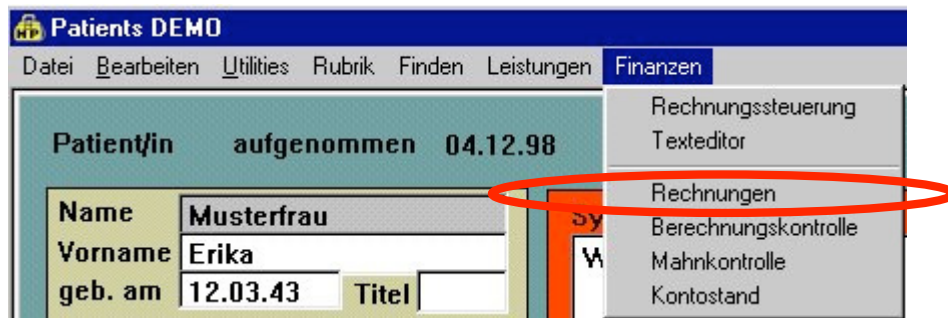 Patients DEMO
Datei Bearbeiten Utilities Rubrik Finden Leistungen Finanzen
Rechnungssteuerung
Texteditor
Rechnungen
Berechnungskontrolle
Mahnkontrolle
Kontostand
Patient/in aufgenommen 04.12.98
Name Musterfrau
Vorname Erika
geb. am 12.03.43 Titel
Sy
W